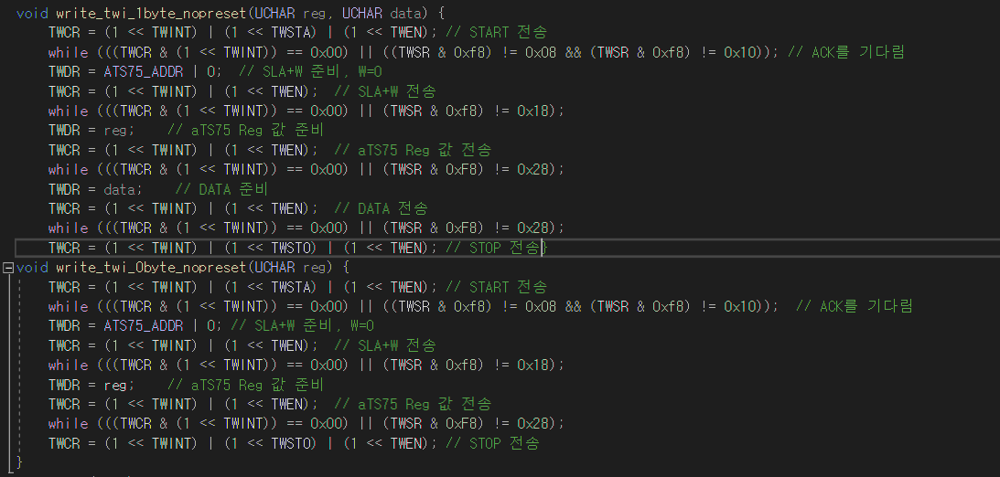 void write_twi_1byte_nopreset(UCHAR reg, UCHAR data) {
TWCR = (1 << TWINT) | (1 << TWSTA) | (1 << TWEN); // START 전송
while (((TWCR & (1 << TWINT)) == 0x00) || ((TWSR & 0xf8) != 0x08 && (TWSR & 0xf8) != 0x10)); // ACK를 기다림
TWDR = ATS75_ADDR | 0;  // SLA+W 준비, W=0
TWCR = (1 << TWINT) | (1 << TWEN);  // SLA+W 전송
while (((TWCR & (1 << TWINT)) == 0x00) || (TWSR & 0xf8) != 0x18);
TWDR = reg;    // aTS75 Reg 값 준비
TWCR = (1 << TWINT) | (1 << TWEN);  // aTS75 Reg 값 전송
while (((TWCR & (1 << TWINT)) == 0x00) || (TWSR & 0xF8) != 0x28);
TWDR = data;    // DATA 준비
TWCR = (1 << TWINT) | (1 << TWEN);  // DATA 전송
while (((TWCR & (1 << TWINT)) == 0x00) || (TWSR & 0xF8) != 0x28);
TWCR = (1 << TWINT) | (1 << TWSTO) | (1 << TWEN); // STOP 전송}
void write_twi_0byte_nopreset(UCHAR reg) {
TWCR = (1 << TWINT) | (1 << TWSTA) | (1 << TWEN); // START 전송
while (((TWCR & (1 << TWINT)) == 0x00) || ((TWSR & 0xf8) != 0x08 && (TWSR & 0xf8) != 0x10));  // ACK를 기다림
TWDR = ATS75_ADDR | 0; // SLA+W 준비, W=0
TWCR = (1 << TWINT) | (1 << TWEN);  // SLA+W 전송
while (((TWCR & (1 << TWINT)) == 0x00) || (TWSR & 0xf8) != 0x18);
TWDR = reg;    // aTS75 Reg 값 준비
TWCR = (1 << TWINT) | (1 << TWEN);  // aTS75 Reg 값 전송
while (((TWCR & (1 << TWINT)) == 0x00) || (TWSR & 0xF8) != 0x28);
TWCR = (1 << TWINT) | (1 << TWSTO) | (1 << TWEN); // STOP 전송
}